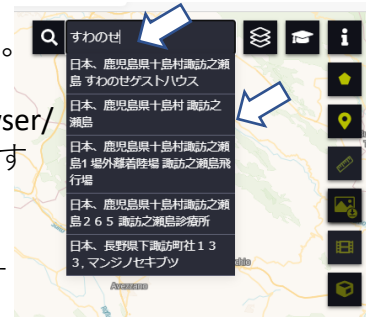 すわのせ
。
日本、鹿児島県十島村諏訪之瀬
島 すわのせゲストハウス
日本、鹿児島県十島村 諏訪之
瀬島
ser/
日本、鹿児島県十島村諏訪之瀬
島1 場外離着陸場 諏訪之瀬島飛
行場
す
日本、鹿児島県十島村諏訪之瀬
島２６５ 諏訪之瀬島診療所
日本、長野県下諏訪町社１３
３, マンジノセキブツ
Avezzano